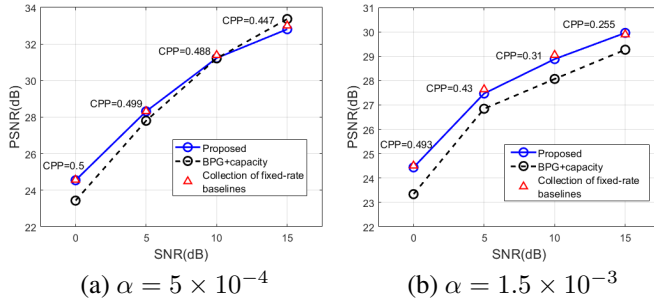 34
32
30
28
26
24
22
PSNR(dB)
CPP=0.5
CPP=0.499
CPP=0.488
CPP=0.447
Proposed
BPG+capacity
Collection of fixed-rate
baselines
0 5 10 15
SNR(dB)
(a) α = 5 × 10⁻⁴
31
30
29
28
27
26
25
24
23
22
PSNR(dB)
CPP=0.493
CPP=0.43
CPP=0.31
CPP=0.255
Proposed
BPG+capacity
Collection of fixed-rate
baselines
0 5 10 15
SNR(dB)
(b) α = 1.5 × 10⁻³